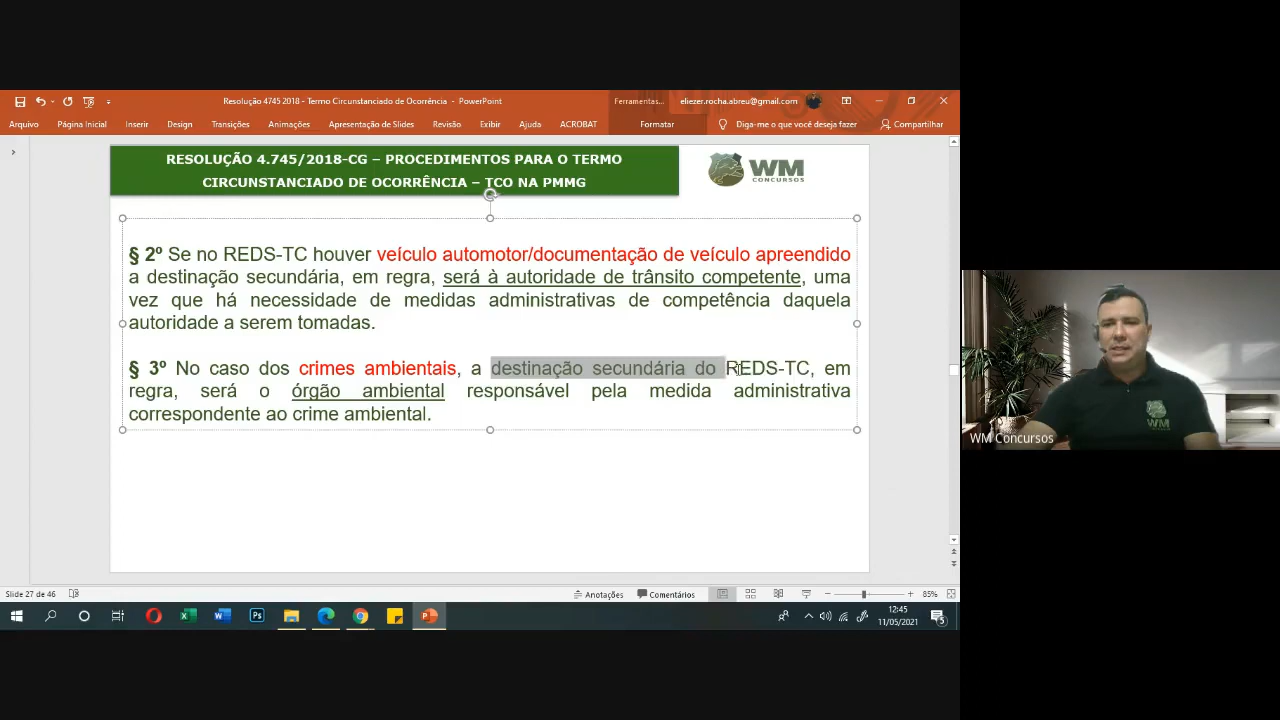 Resolução 4745 2018 - Termo Circunstanciado de Ocorrência - PowerPoint
Ferramentas...
eliezer.rocha.abreu@gmail.com
Arquivo Página Inicial Inserir Design Transições Animações Apresentação de Slides Revisão Exibir Ajuda ACROBAT Formatar Diga-me o que você deseja fazer Compartilhar
RESOLUÇÃO 4.745/2018-CG – PROCEDIMENTOS PARA O TERMO
CIRCUNSTANCIADO DE OCORRÊNCIA – TCO NA PMMG
WM
CONCURSOS
§ 2º Se no REDS-TC houver veículo automotor/documentação de veículo apreendido
a destinação secundária, em regra, será à autoridade de trânsito competente, uma
vez que há necessidade de medidas administrativas de competência daquela
autoridade a serem tomadas.
§ 3º No caso dos crimes ambientais, a destinação secundária do REDS-TC, em
regra, será o órgão ambiental responsável pela medida administrativa
correspondente ao crime ambiental.
WM
WM Concursos
Slide 27 de 46
Anotações
Comentários
85%
12:45
11/05/2021
5